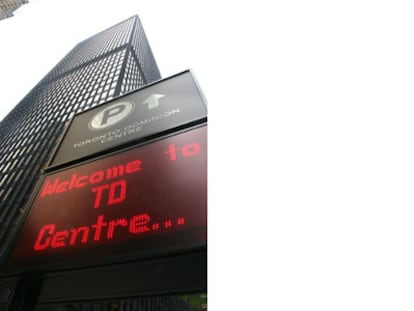 P
TORONTO-DOMINION
CENTRE
Welcome to
TD
Centre...